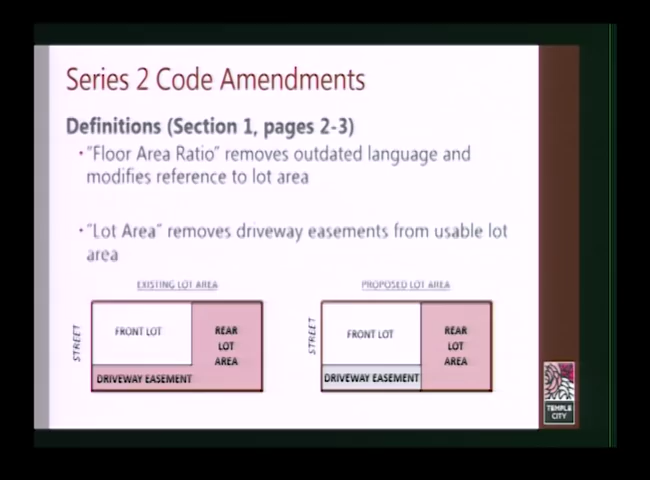 Series 2 Code Amendments
Definitions (Section 1, pages 2-3)
• "Floor Area Ratio" removes outdated language and
modifies reference to lot area
• "Lot Area" removes driveway easements from usable lot
area
EXISTING LOT AREA
STREET
FRONT LOT
REAR
LOT
AREA
DRIVEWAY EASEMENT
PROPOSED LOT AREA
STREET
FRONT LOT
REAR
LOT
AREA
DRIVEWAY EASEMENT
TEMPLE
CITY